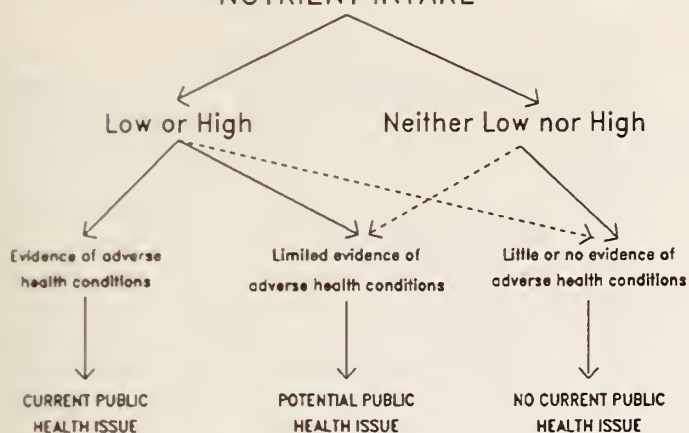 NUTRIENT INTAKE
Low or High
Neither Low nor High
Evidence of adverse
health conditions
Limited evidence of
adverse health conditions
Little or no evidence of
adverse health conditions
CURRENT PUBLIC
HEALTH ISSUE
POTENTIAL PUBLIC
HEALTH ISSUE
NO CURRENT PUBLIC
HEALTH ISSUE